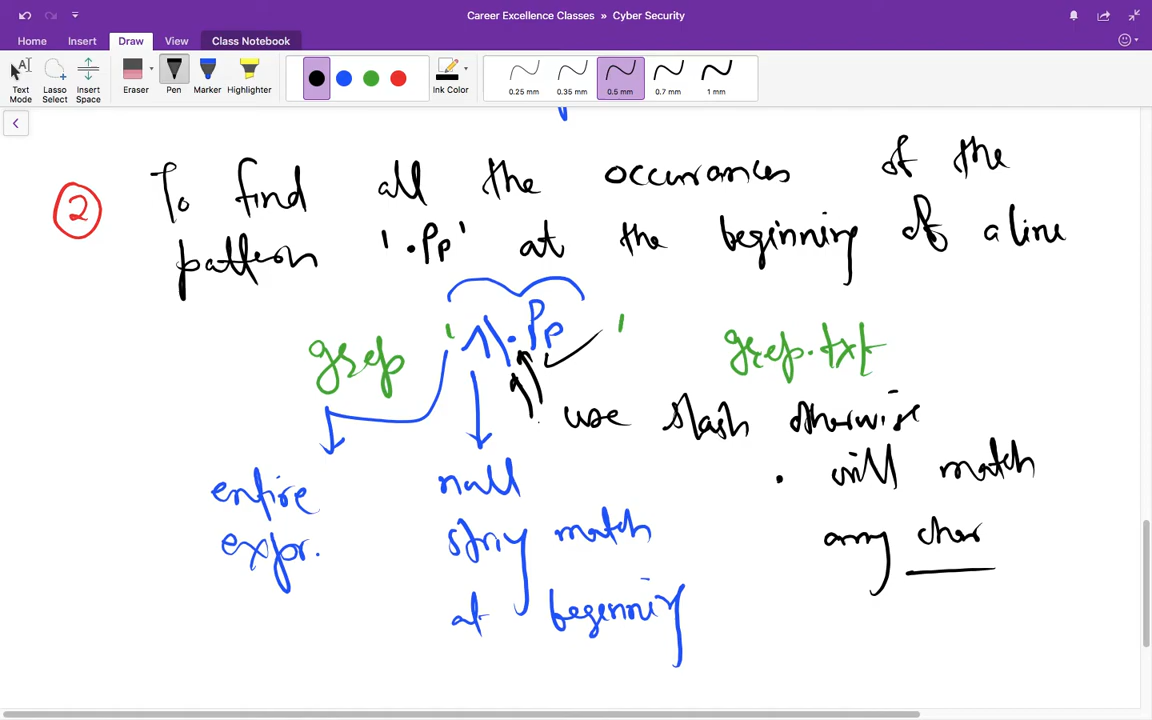 Career Excellence Classes » Cyber Security
Home Insert Draw View Class Notebook
Text Mode Lasso Select Insert Space Eraser Pen Marker Highlighter Ink Color 0.25 mm 0.35 mm 0.5 mm 0.7 mm 1 mm
② To find all the occurances of the
pattern '.Pp' at the beginning of a line
grep '^\.Pp' grep.txt
use slash otherwise
. will match
any char
entire
expr.
null
string match
at beginning